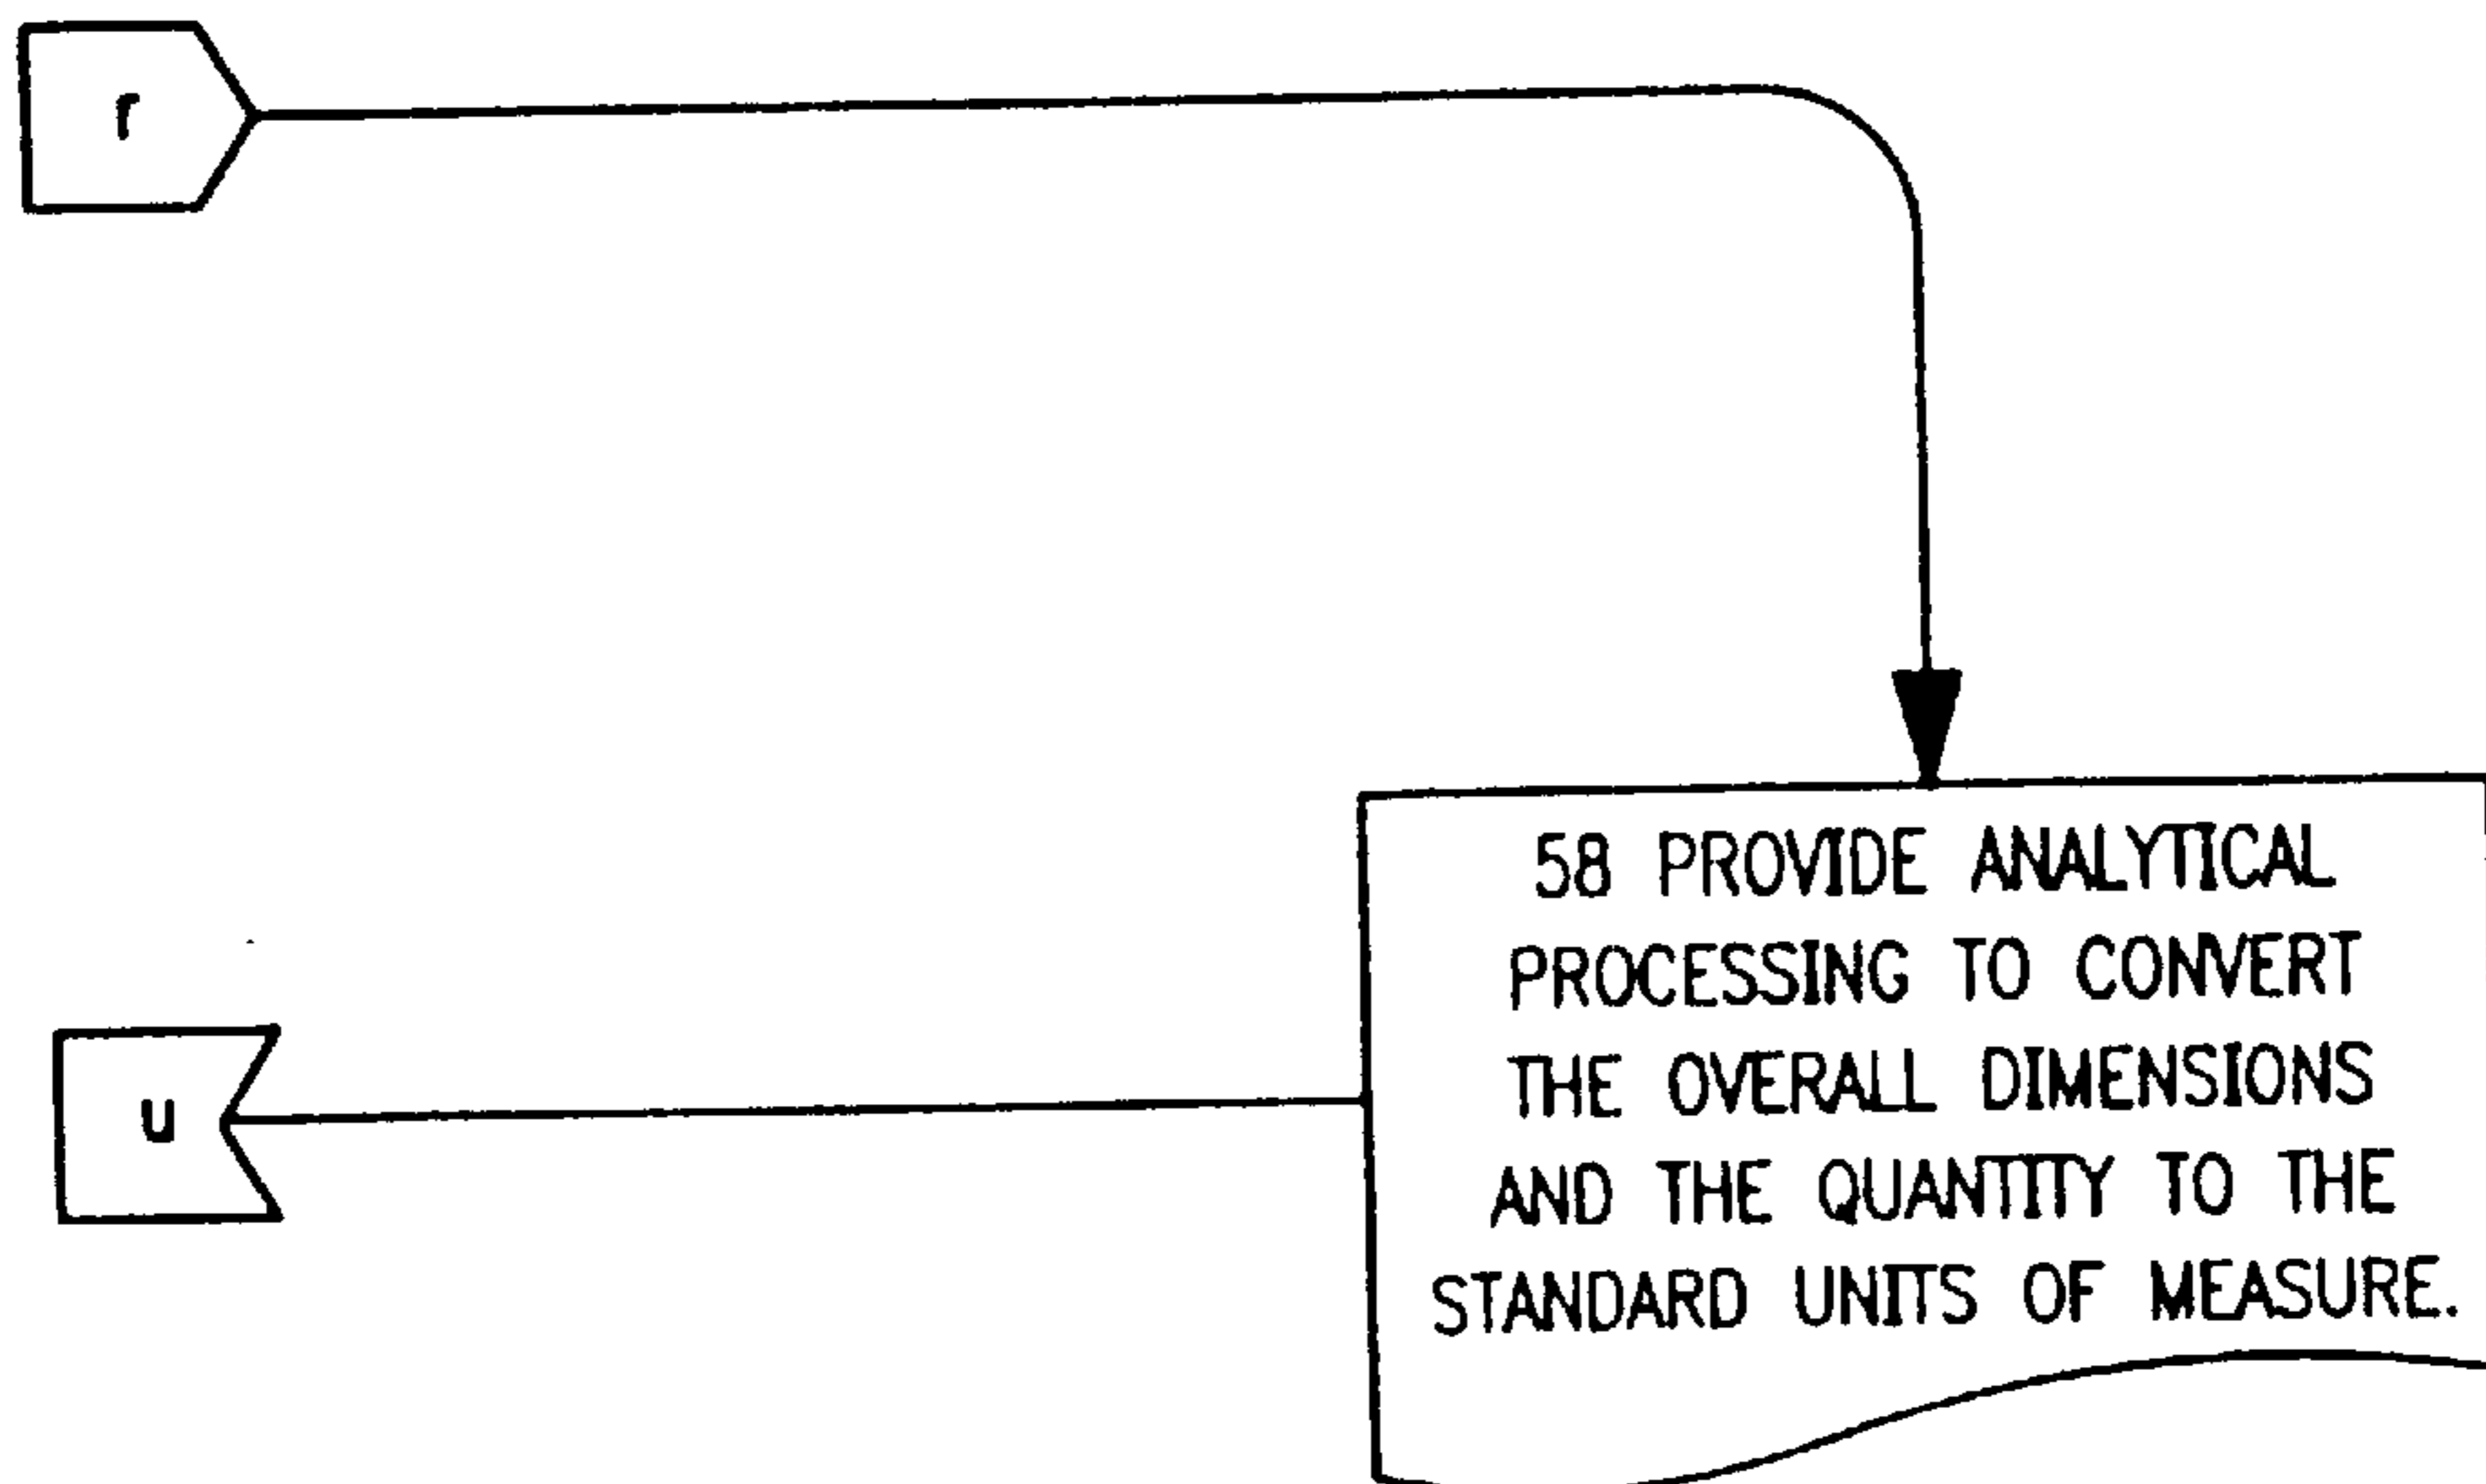 r
58 PROVIDE ANALYTICAL
PROCESSING TO CONVERT
THE OVERALL DIMENSIONS
AND THE QUANTITY TO THE
STANDARD UNITS OF MEASURE.
u